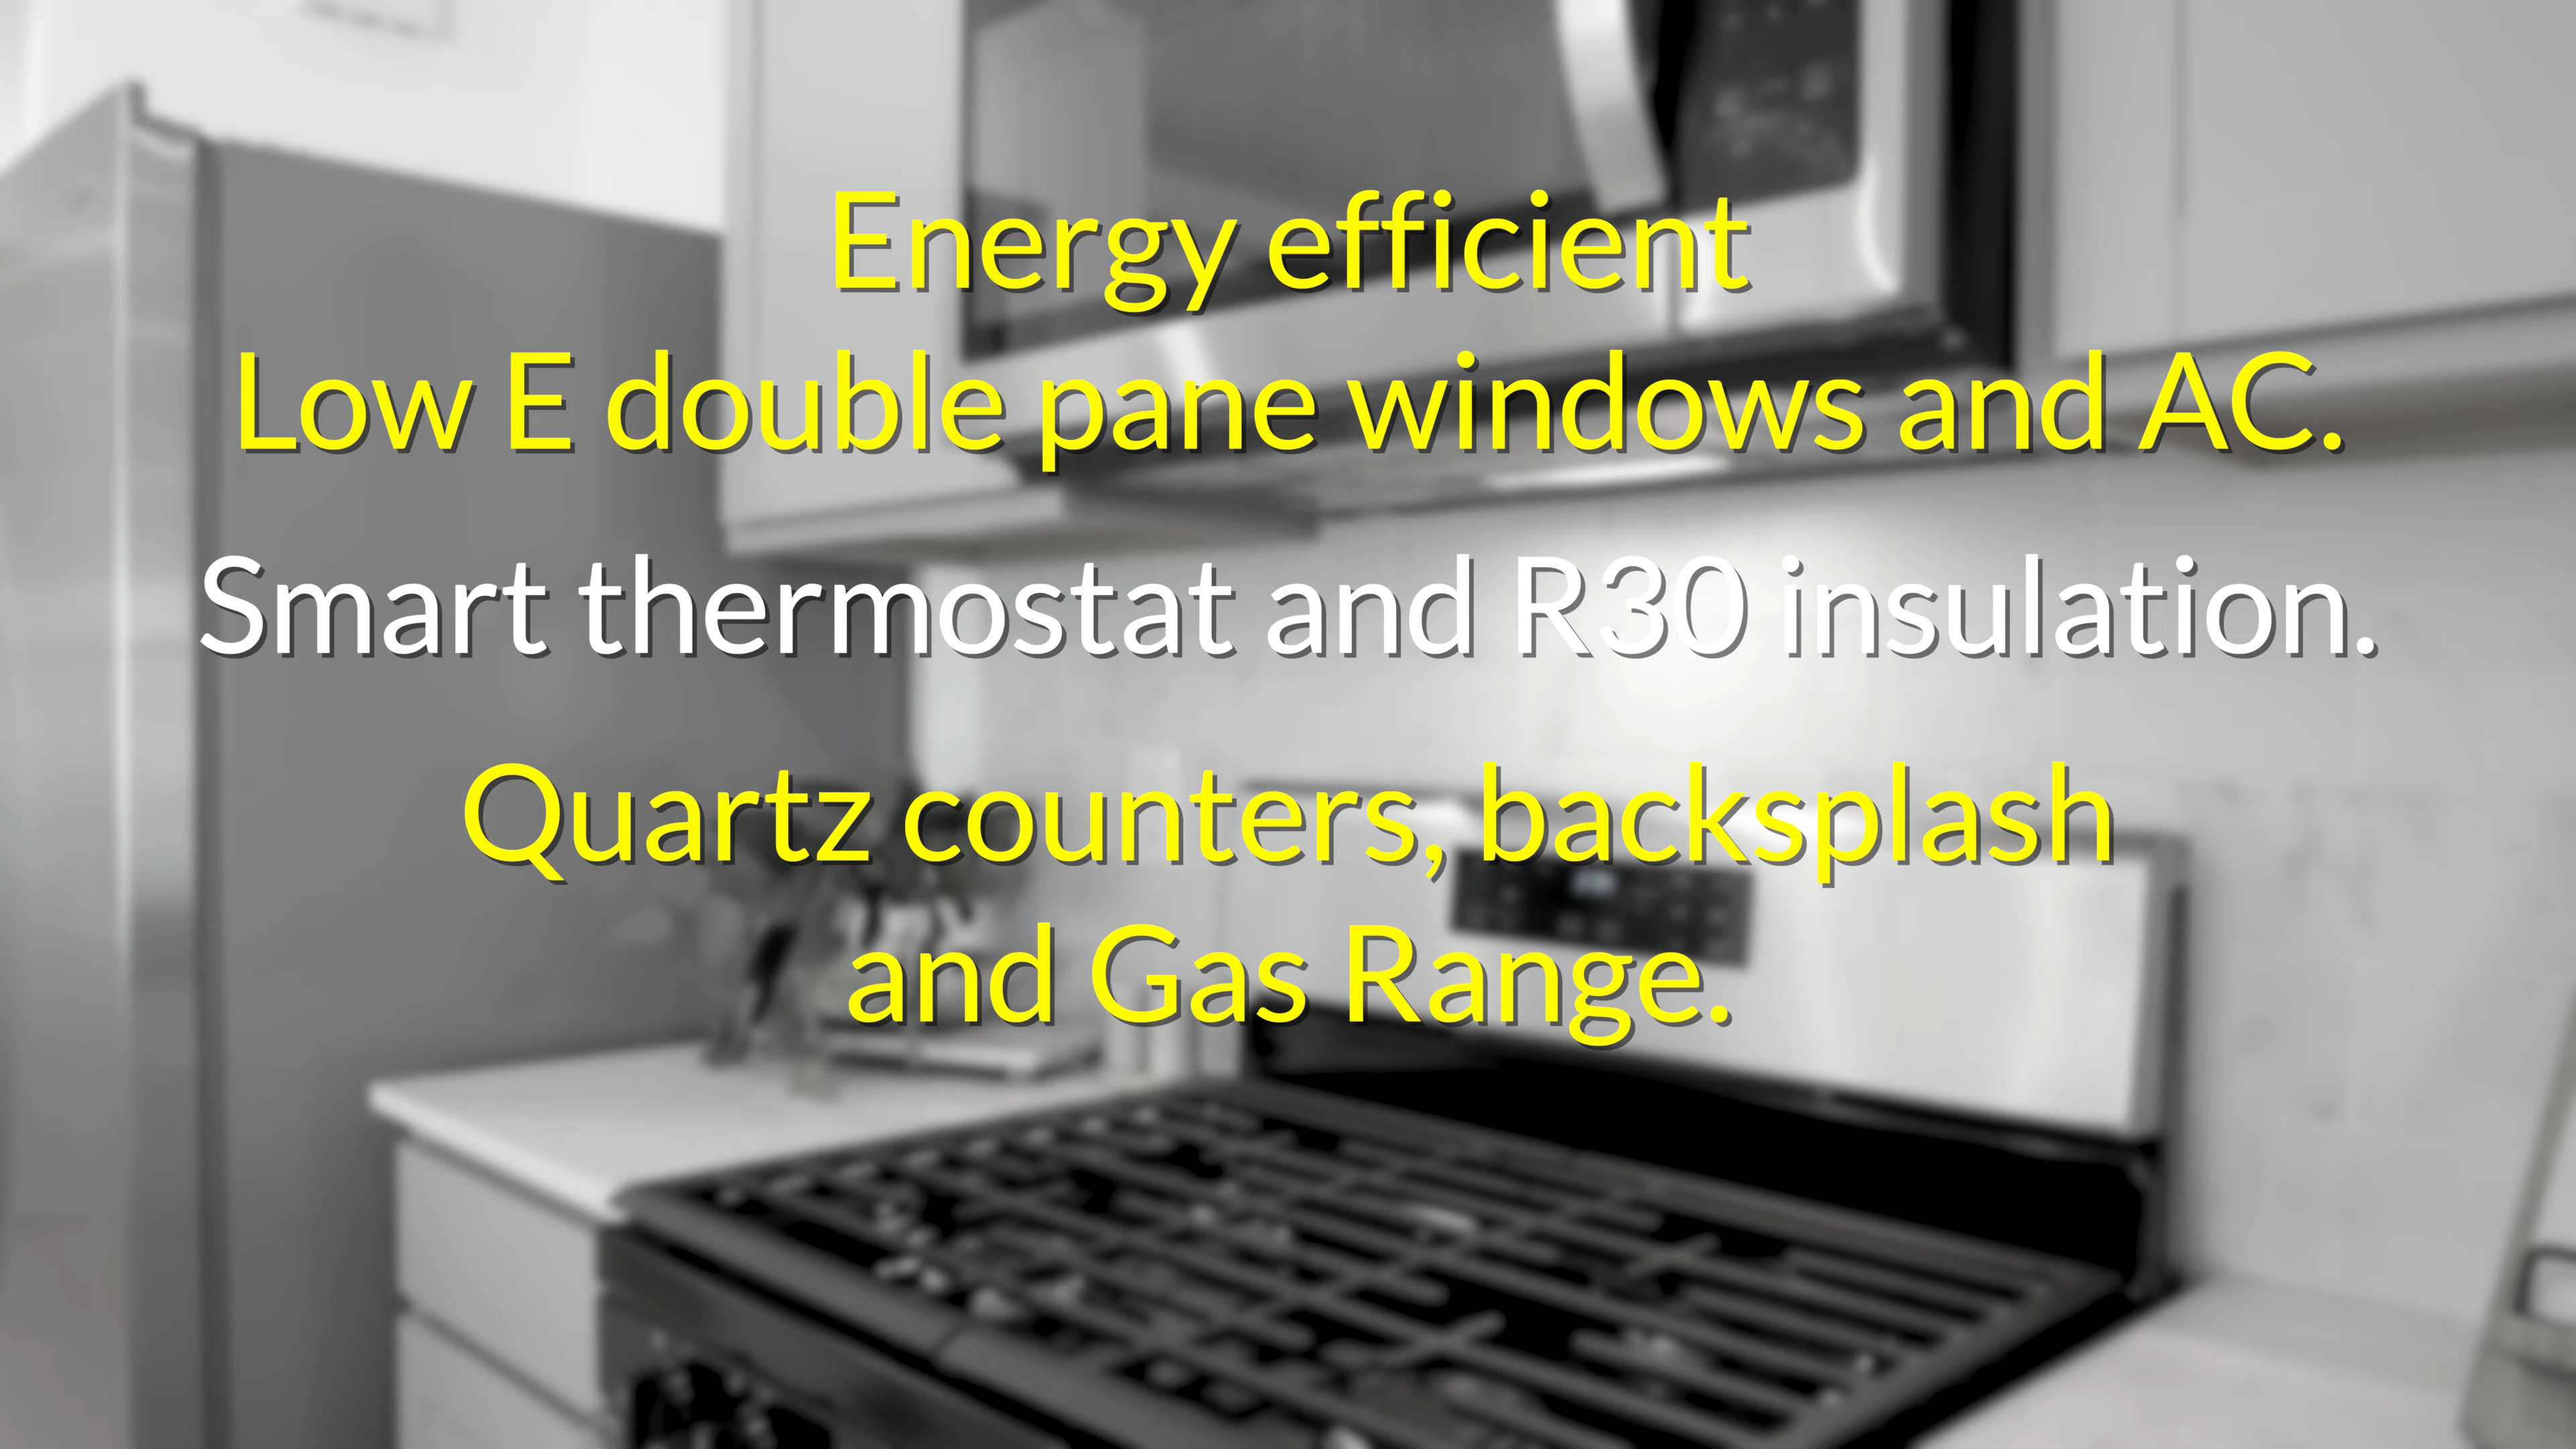 Energy efficient
Low E double pane windows and AC.
Smart thermostat and R30 insulation.
Quartz counters, backsplash
and Gas Range.